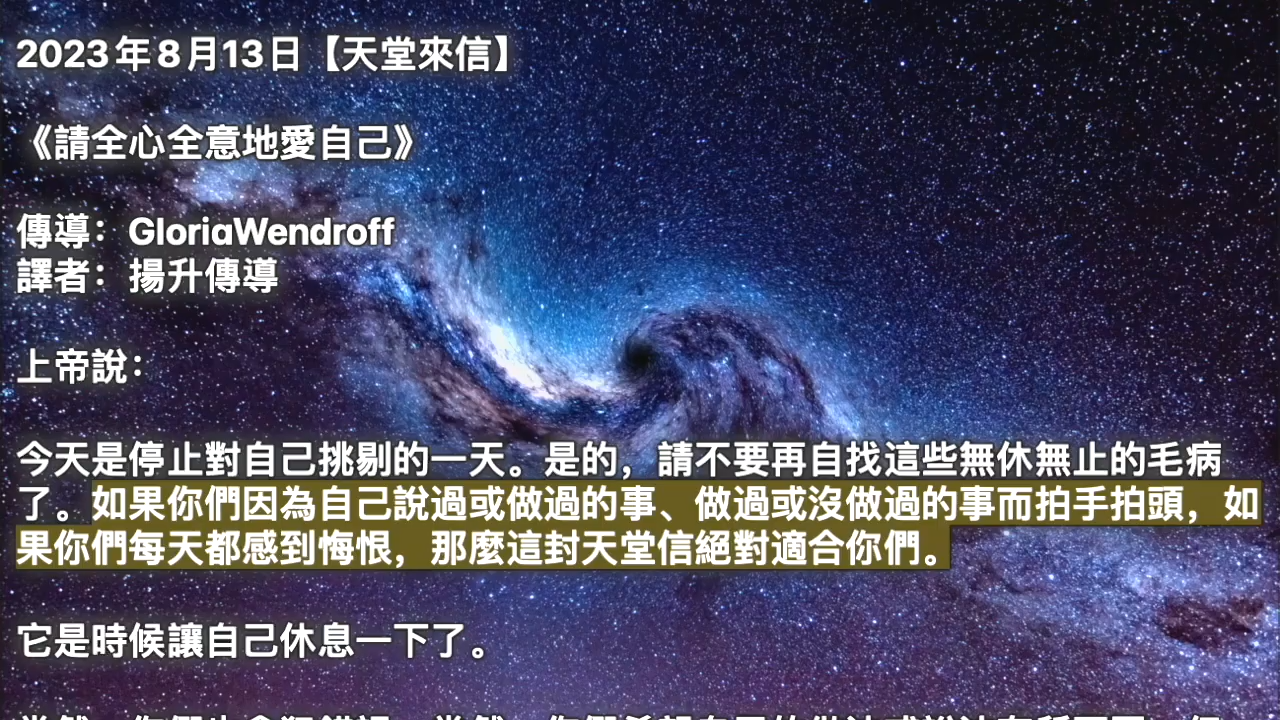 2023年8月13日【天堂來信】
《請全心全意地愛自己》
傳導：GloriaWendroff
譯者：揚升傳導
上帝說：
今天是停止對自己挑剔的一天。是的，請不要再自找這些無休無止的毛病
了。如果你們因為自己說過或做過的事、做過或沒做過的事而拍手拍頭，如
果你們每天都感到悔恨，那麼這封天堂信絕對適合你們。
它是時候讓自己休息一下了。